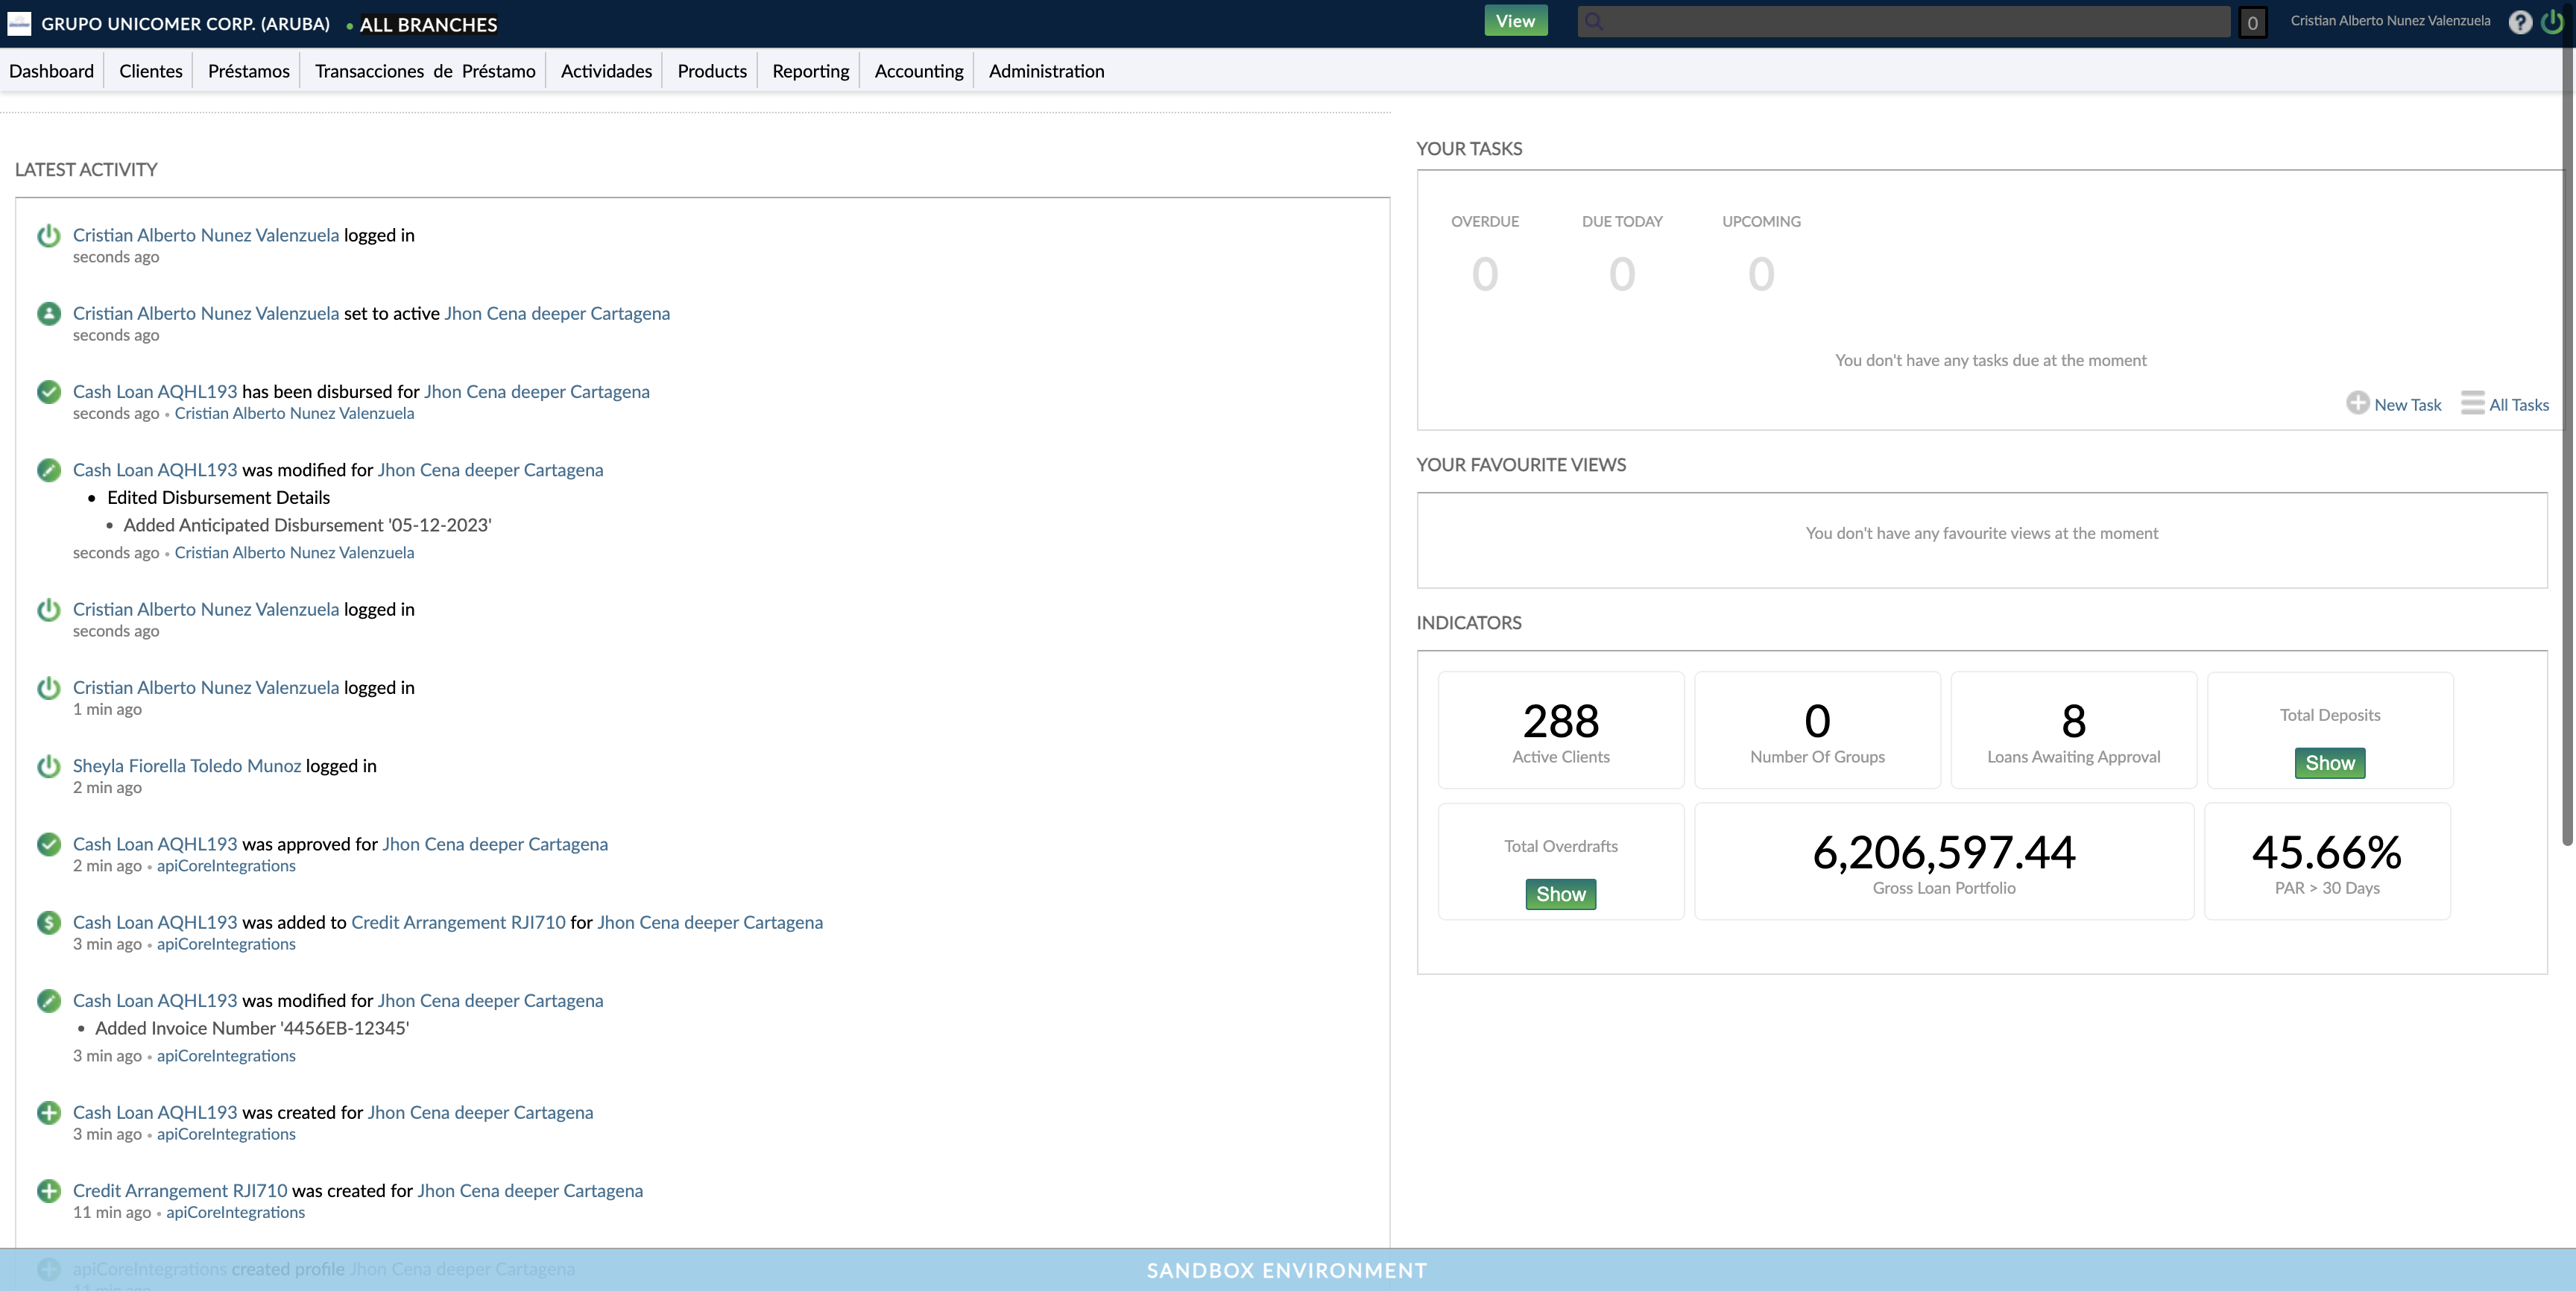 GRUPO UNICOMER CORP. (ARUBA) • ALL BRANCHES
View
0
Cristian Alberto Nunez Valenzuela
?
Dashboard Clientes Préstamos Transacciones de Préstamo Actividades Products Reporting Accounting Administration
LATEST ACTIVITY
Cristian Alberto Nunez Valenzuela logged in
seconds ago
Cristian Alberto Nunez Valenzuela set to active Jhon Cena deeper Cartagena
seconds ago
Cash Loan AQHL193 has been disbursed for Jhon Cena deeper Cartagena
seconds ago • Cristian Alberto Nunez Valenzuela
Cash Loan AQHL193 was modified for Jhon Cena deeper Cartagena
• Edited Disbursement Details
• Added Anticipated Disbursement '05-12-2023'
seconds ago • Cristian Alberto Nunez Valenzuela
Cristian Alberto Nunez Valenzuela logged in
seconds ago
Cristian Alberto Nunez Valenzuela logged in
1 min ago
Sheyla Fiorella Toledo Munoz logged in
2 min ago
Cash Loan AQHL193 was approved for Jhon Cena deeper Cartagena
2 min ago • apiCoreIntegrations
Cash Loan AQHL193 was added to Credit Arrangement RJI710 for Jhon Cena deeper Cartagena
3 min ago • apiCoreIntegrations
Cash Loan AQHL193 was modified for Jhon Cena deeper Cartagena
• Added Invoice Number '4456EB-12345'
3 min ago • apiCoreIntegrations
Cash Loan AQHL193 was created for Jhon Cena deeper Cartagena
3 min ago • apiCoreIntegrations
Credit Arrangement RJI710 was created for Jhon Cena deeper Cartagena
11 min ago • apiCoreIntegrations
apiCoreIntegrations created profile Jhon Cena deeper Cartagena
11 min ago
YOUR TASKS
OVERDUE DUE TODAY UPCOMING
0 0 0
You don't have any tasks due at the moment
New Task All Tasks
YOUR FAVOURITE VIEWS
You don't have any favourite views at the moment
INDICATORS
288
Active Clients
0
Number Of Groups
8
Loans Awaiting Approval
Total Deposits
Show
Total Overdrafts
Show
6,206,597.44
Gross Loan Portfolio
45.66%
PAR > 30 Days
SANDBOX ENVIRONMENT